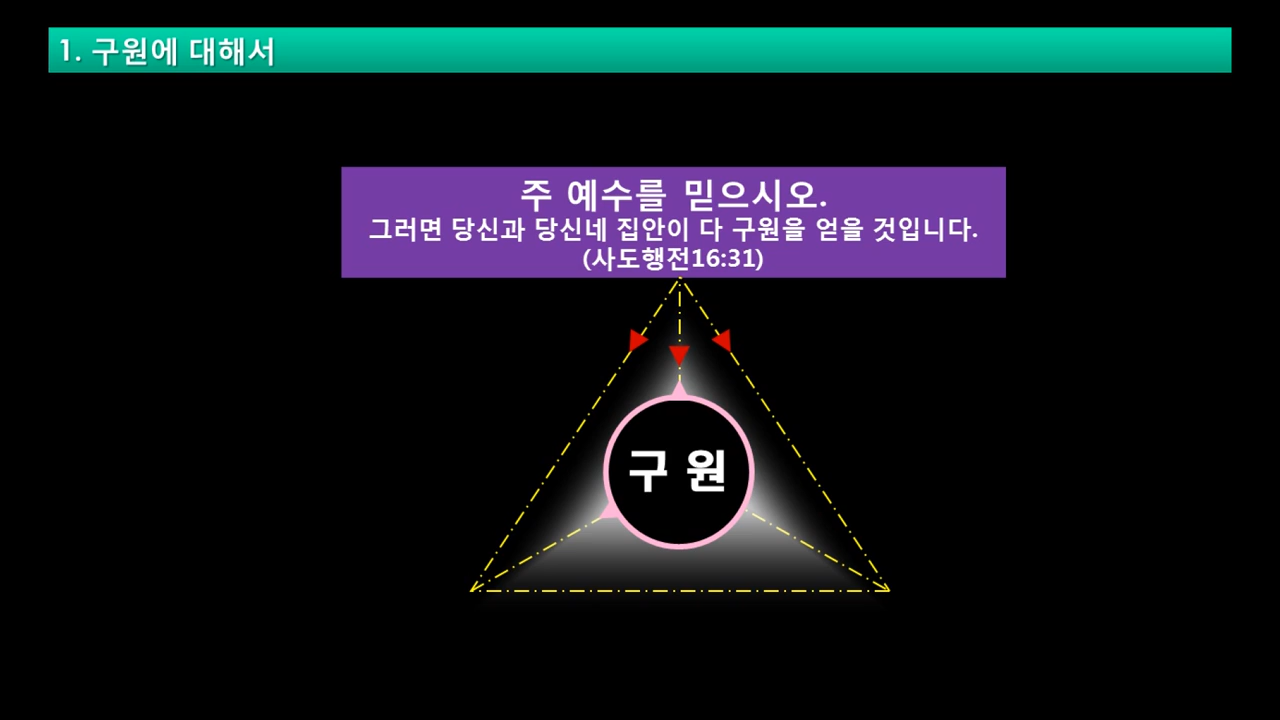 1. 구원에 대해서
주 예수를 믿으시오.
그러면 당신과 당신네 집안이 다 구원을 얻을 것입니다.
(사도행전16:31)
구 원